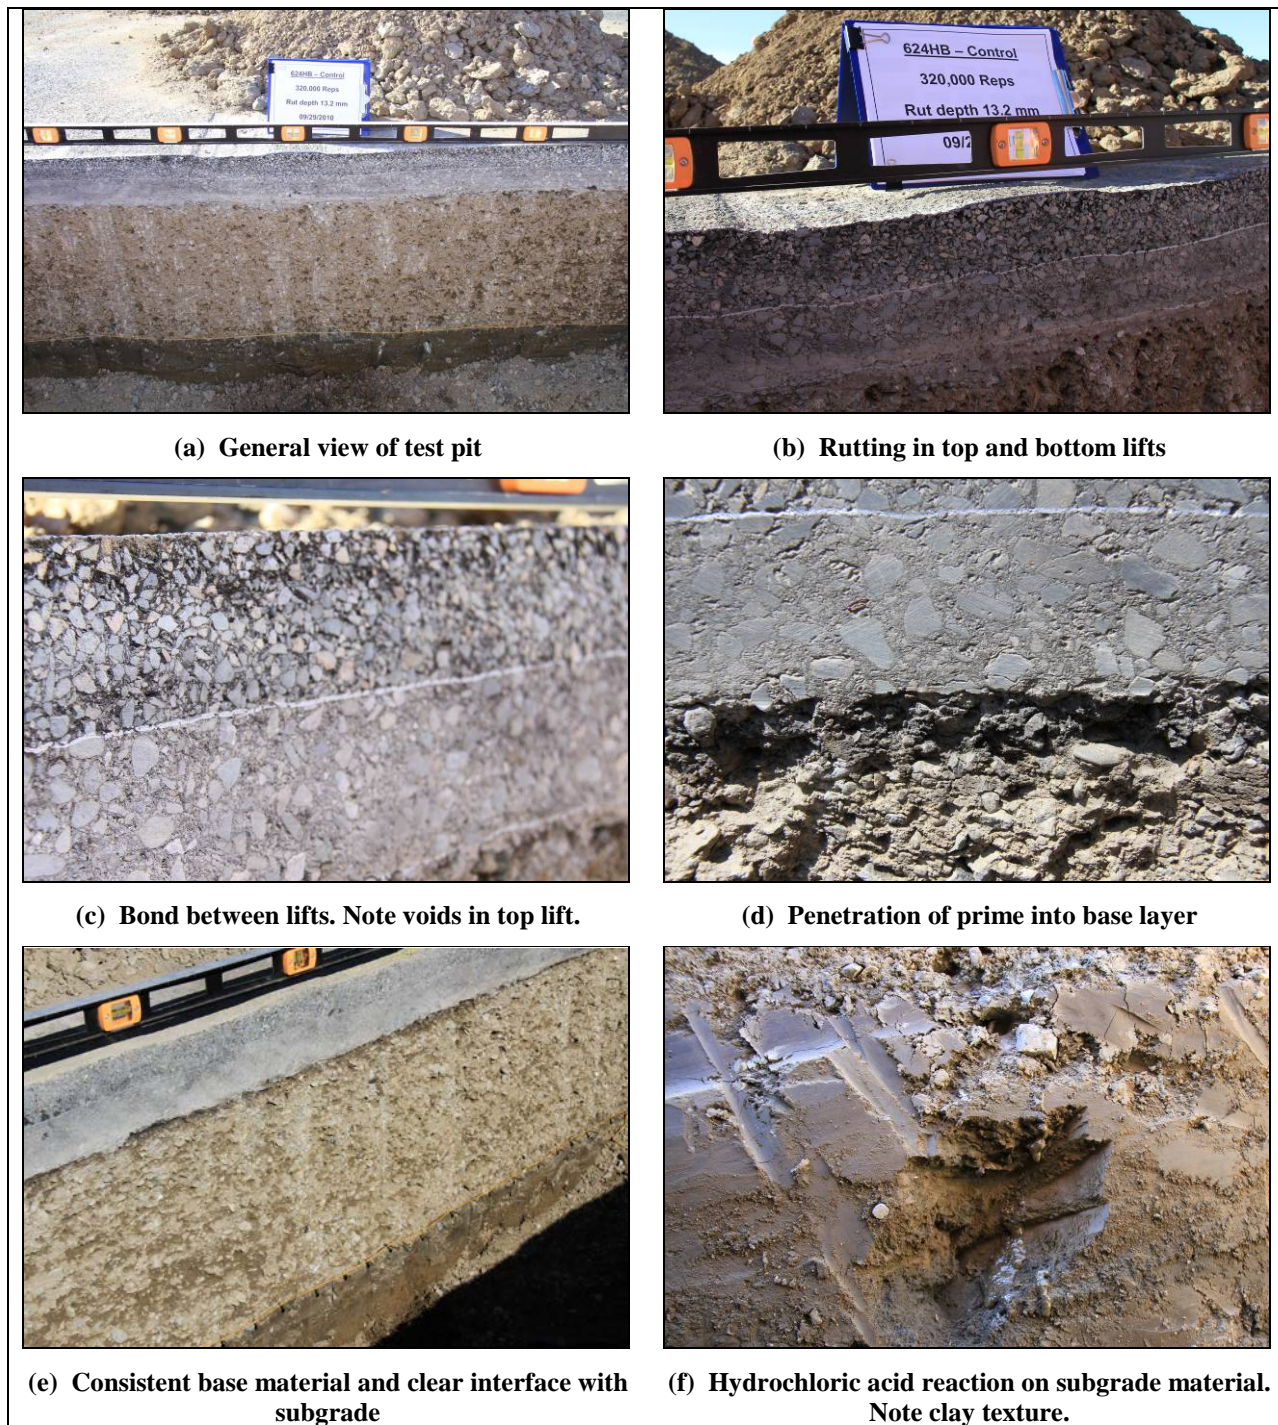 624HB – Control
320,000 Reps
Rut depth 13.2 mm
09/29/2010
624HB – Control
320,000 Reps
Rut depth 13.2 mm
09/2
(a) General view of test pit
(b) Rutting in top and bottom lifts
(c) Bond between lifts. Note voids in top lift.
(d) Penetration of prime into base layer
(e) Consistent base material and clear interface with
subgrade
(f) Hydrochloric acid reaction on subgrade material.
Note clay texture.